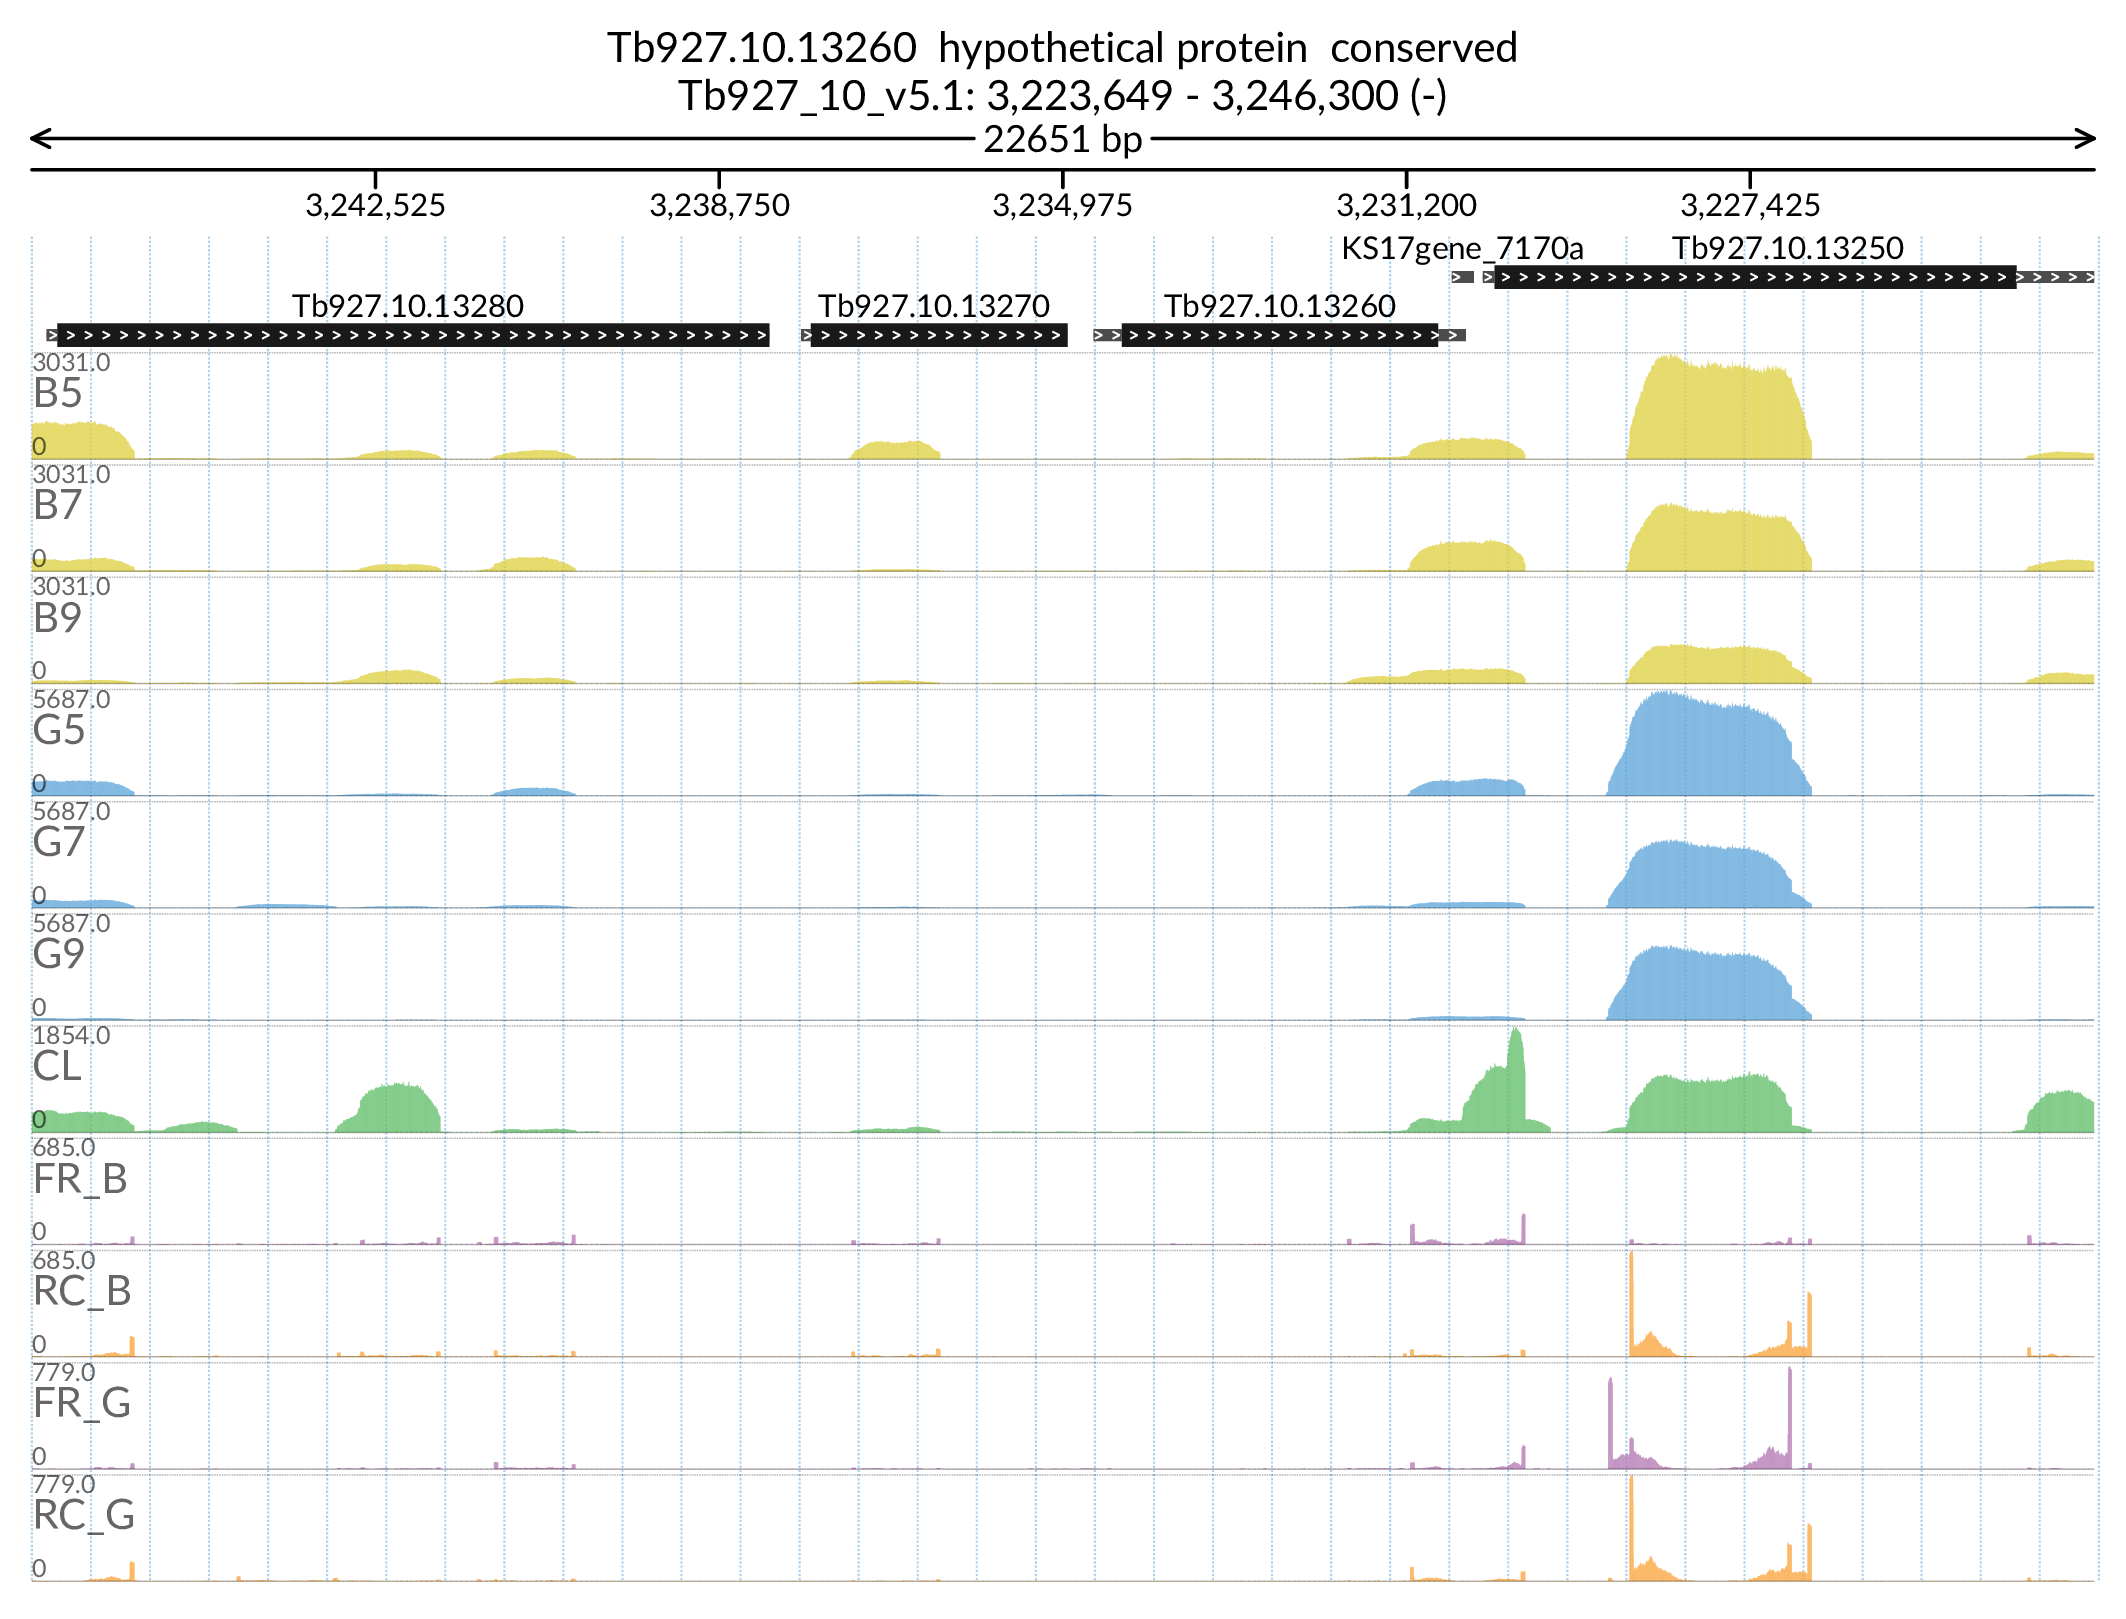 Tb927.10.13260 hypothetical protein conserved
Tb927_10_v5.1: 3,223,649 - 3,246,300 (-)
22651 bp
3,242,525 3,238,750 3,234,975 3,231,200 3,227,425
KS17gene_7170a Tb927.10.13250
Tb927.10.13280 Tb927.10.13270 Tb927.10.13260
3031.0
B5
0
3031.0
B7
0
3031.0
B9
0
5687.0
G5
0
5687.0
G7
0
5687.0
G9
0
1854.0
CL
0
685.0
FR_B
0
685.0
RC_B
0
779.0
FR_G
0
779.0
RC_G
0